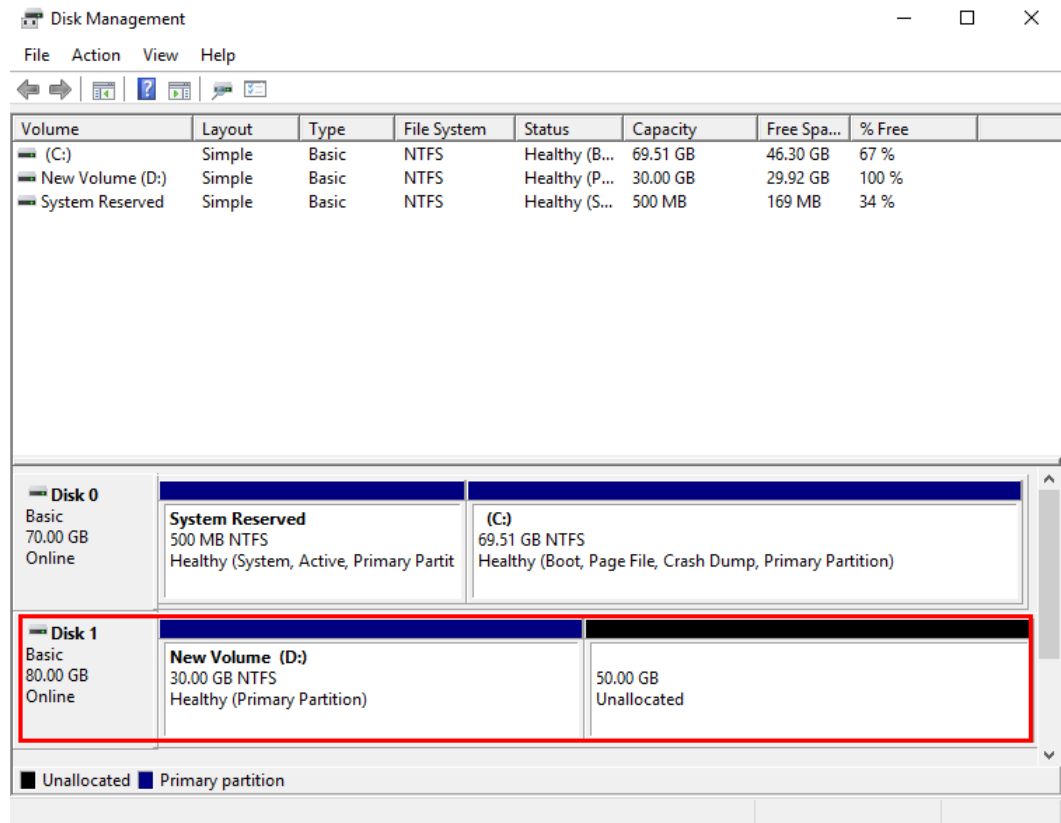 Disk Management
File Action View Help
Volume Layout Type File System Status Capacity Free Spa... % Free
(C:) Simple Basic NTFS Healthy (B... 69.51 GB 46.30 GB 67 %
New Volume (D:) Simple Basic NTFS Healthy (P... 30.00 GB 29.92 GB 100 %
System Reserved Simple Basic NTFS Healthy (S... 500 MB 169 MB 34 %
Disk 0
Basic
70.00 GB
Online
System Reserved
500 MB NTFS
Healthy (System, Active, Primary Partit
(C:)
69.51 GB NTFS
Healthy (Boot, Page File, Crash Dump, Primary Partition)
Disk 1
Basic
80.00 GB
Online
New Volume (D:)
30.00 GB NTFS
Healthy (Primary Partition)
50.00 GB
Unallocated
Unallocated Primary partition